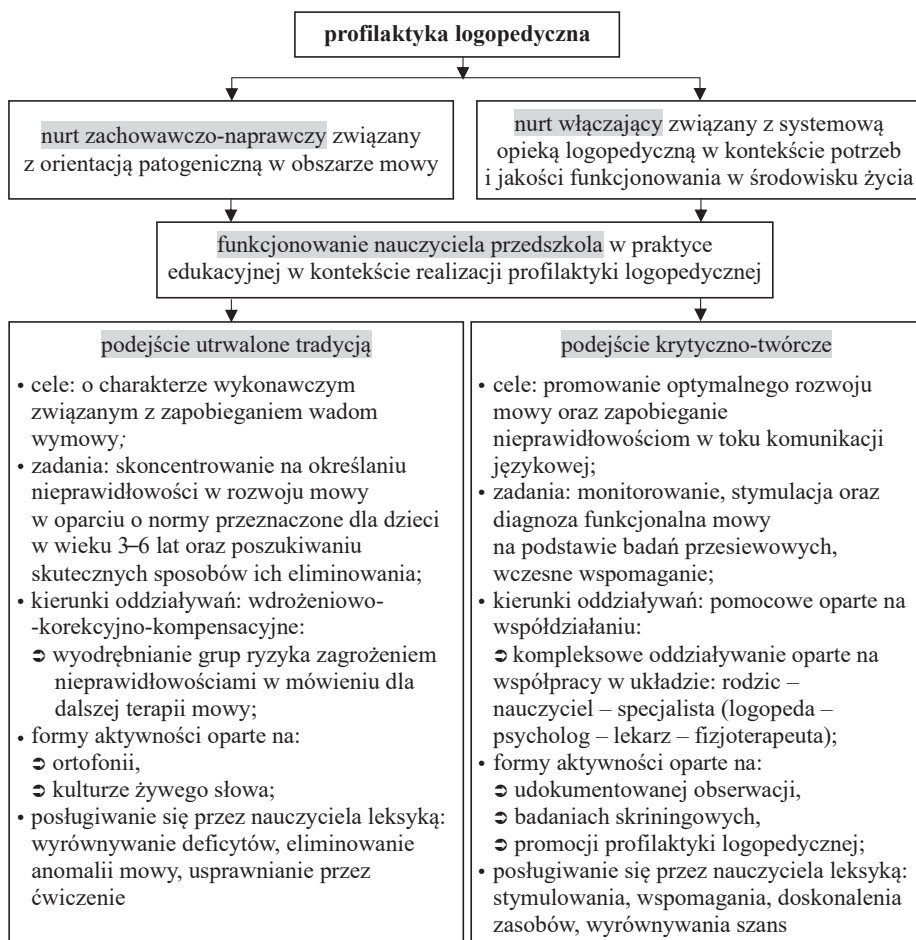 profilaktyka logopedyczna
nurt zachowawczo-naprawczy związany
z orientacją patogeniczną w obszarze mowy
nurt włączający związany z systemową
opieką logopedyczną w kontekście potrzeb
i jakości funkcjonowania w środowisku życia
funkcjonowanie nauczyciela przedszkola w praktyce
edukacyjnej w kontekście realizacji profilaktyki logopedycznej
podejście utrwalone tradycją
• cele: o charakterze wykonawczym
związanym z zapobieganiem wadom
wymowy;
• zadania: skoncentrowanie na określaniu
nieprawidłowości w rozwoju mowy
w oparciu o normy przeznaczone dla dzieci
w wieku 3–6 lat oraz poszukiwaniu
skutecznych sposobów ich eliminowania;
• kierunki oddziaływań: wdrożeniowo-
-korekcyjno-kompensacyjne:
➲ wyodrębnianie grup ryzyka zagrożeniem
nieprawidłowościami w mówieniu dla
dalszej terapii mowy;
• formy aktywności oparte na:
➲ ortofonii,
➲ kulturze żywego słowa;
• posługiwanie się przez nauczyciela leksyką:
wyrównywanie deficytów, eliminowanie
anomalii mowy, usprawnianie przez
ćwiczenie
podejście krytyczno-twórcze
• cele: promowanie optymalnego rozwoju
mowy oraz zapobieganie
nieprawidłowościom w toku komunikacji
językowej;
• zadania: monitorowanie, stymulacja oraz
diagnoza funkcjonalna mowy
na podstawie badań przesiewowych,
wczesne wspomaganie;
• kierunki oddziaływań: pomocowe oparte na
współdziałaniu:
➲ kompleksowe oddziaływanie oparte na
współpracy w układzie: rodzic –
nauczyciel – specjalista (logopeda –
psycholog – lekarz – fizjoterapeuta);
• formy aktywności oparte na:
➲ udokumentowanej obserwacji,
➲ badaniach skriningowych,
➲ promocji profilaktyki logopedycznej;
• posługiwanie się przez nauczyciela leksyką:
stymulowania, wspomagania, doskonalenia
zasobów, wyrównywania szans